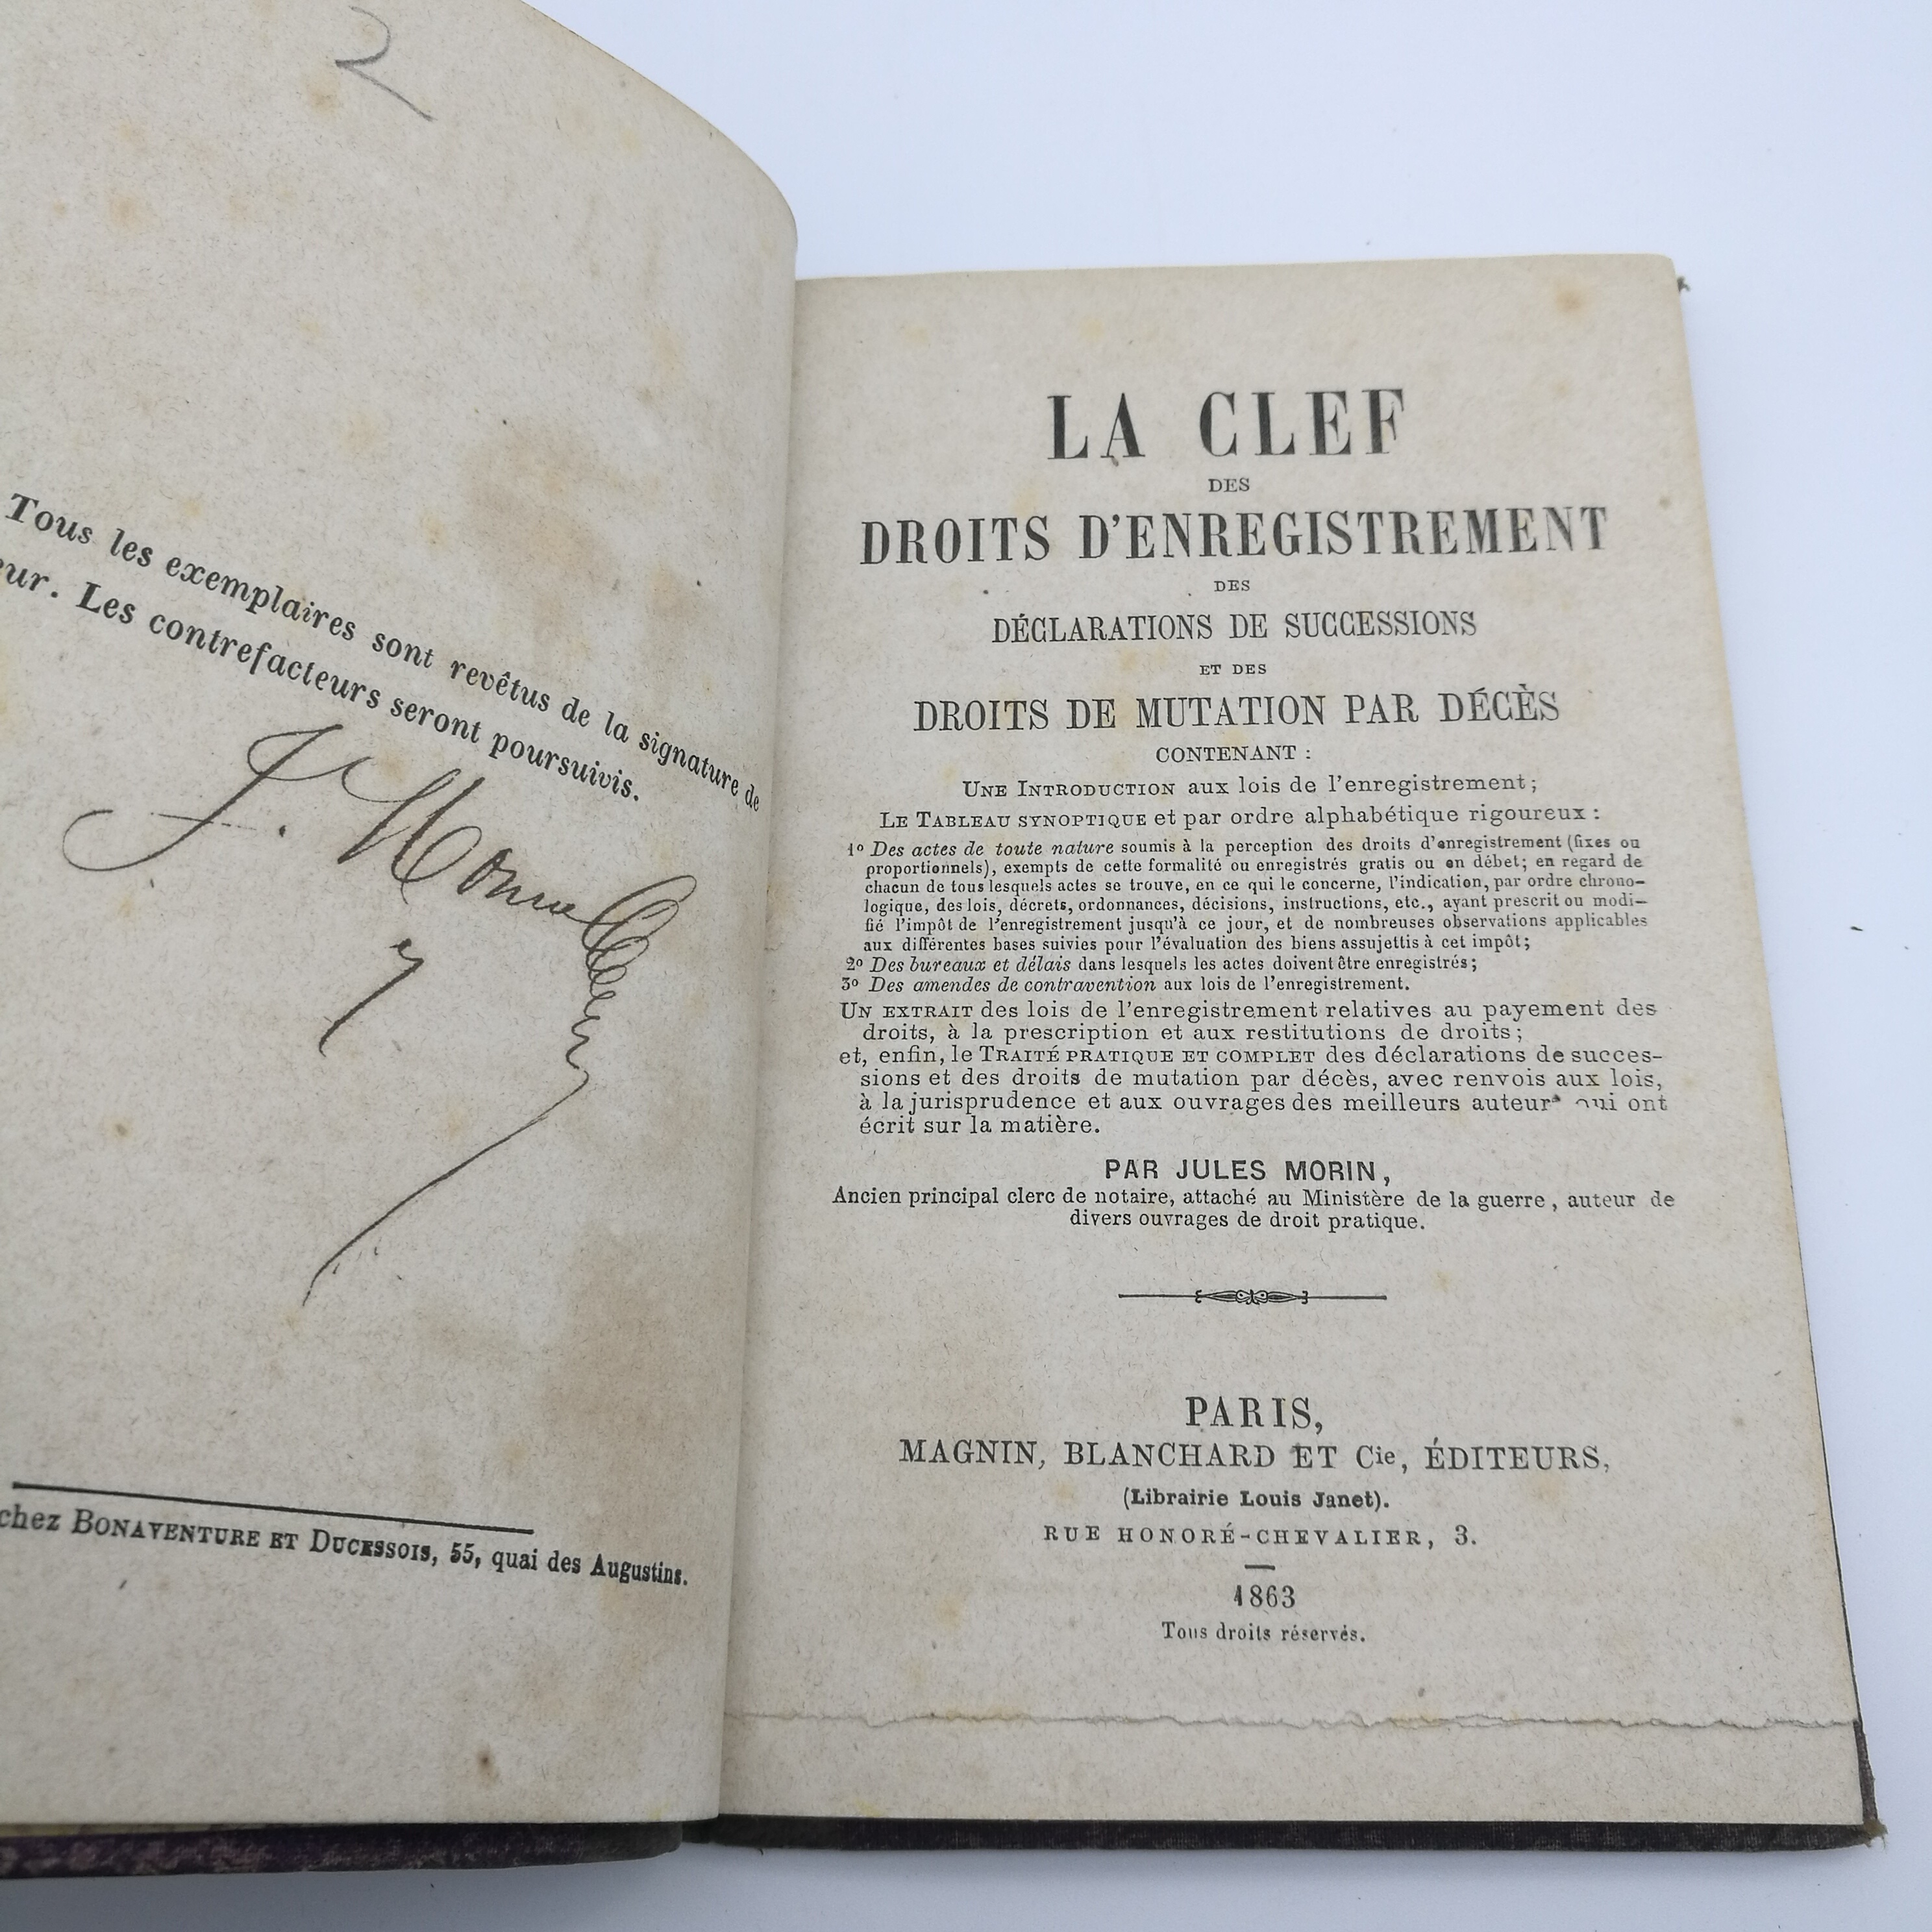 2
Tous les exemplaires sont revêtus de la signature de
eur. Les contrefacteurs seront poursuivis.
J. Morin
chez BONAVENTURE ET DUCESSOIS, 55, quai des Augustins.
LA CLEF
DES
DROITS D'ENREGISTREMENT
DES
DÉCLARATIONS DE SUCCESSIONS
ET DES
DROITS DE MUTATION PAR DÉCÈS
CONTENANT :
UNE INTRODUCTION aux lois de l'enregistrement;
LE TABLEAU SYNOPTIQUE et par ordre alphabétique rigoureux :
1º Des actes de toute nature soumis à la perception des droits d'enregistrement (fixes ou
proportionnels), exempts de cette formalité ou enregistrés gratis ou en débet; en regard de
chacun de tous lesquels actes se trouve, en ce qui le concerne, l'indication, par ordre chrono-
logique, des lois, décrets, ordonnances, décisions, instructions, etc., ayant prescrit ou modi-
fié l'impôt de l'enregistrement jusqu'à ce jour, et de nombreuses observations applicables
aux différentes bases suivies pour l'évaluation des biens assujettis à cet impôt;
2º Des bureaux et délais dans lesquels les actes doivent être enregistrés;
3º Des amendes de contravention aux lois de l'enregistrement.
UN EXTRAIT des lois de l'enregistrement relatives au payement des
droits, à la prescription et aux restitutions de droits;
et, enfin, le TRAITÉ PRATIQUE ET COMPLET des déclarations de succes-
sions et des droits de mutation par décès, avec renvois aux lois,
à la jurisprudence et aux ouvrages des meilleurs auteurs qui ont
écrit sur la matière.
PAR JULES MORIN,
Ancien principal clerc de notaire, attaché au Ministère de la guerre, auteur de
divers ouvrages de droit pratique.
PARIS,
MAGNIN, BLANCHARD ET Cie, ÉDITEURS,
(Librairie Louis Janet).
RUE HONORÉ-CHEVALIER, 3.
1863
Tous droits réservés.